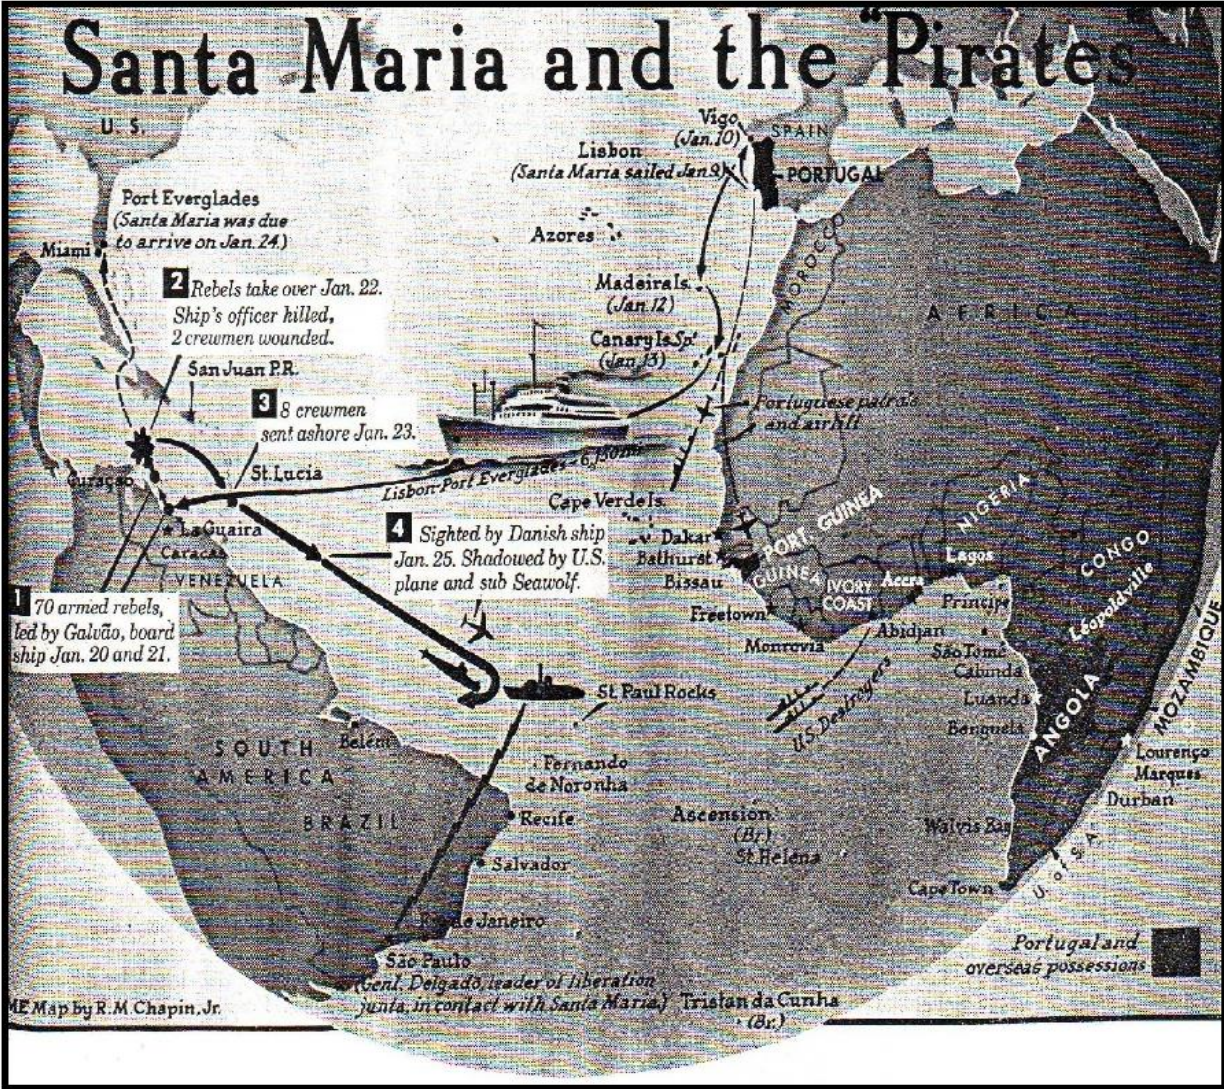 Santa Maria and the "Pirates
U. S.
Port Everglades
(Santa Maria was due
to arrive on Jan. 24.)
Miami
2 Rebels take over Jan. 22.
Ship's officer killed,
2 crewmen wounded.
San Juan P.R.
3 8 crewmen
sent ashore Jan. 23.
St. Lucia
Curaçao
La Guaira
Caracas
VENEZUELA
1 70 armed rebels,
led by Galvão, board
ship Jan. 20 and 21.
Vigo
(Jan. 10)
SPAIN
Lisbon
(Santa Maria sailed Jan 9)
PORTUGAL
Azores
Madeira Is.
(Jan. 12)
Canary Is. Sp.
(Jan. 13)
MOROCCO
AFRICA
Portuguese patrols
and airlift
Lisbon-Port Everglades-6,150 mi.
Cape Verde Is.
4 Sighted by Danish ship
Jan. 25. Shadowed by U.S.
plane and sub Seawolf.
Dakar
Bathurst
Bissau
PORT GUINEA
GUINEA
IVORY
COAST
NIGERIA
Lagos
Accra
Freetown
Monrovia
Abidjan
CONGO
Léopoldville
Principe
São Tomé
Cabinda
Luanda
Benguela
ANGOLA
MOZAMBIQUE
Lourenço
Marques
Durban
U.S. Destroyers
St. Paul Rocks
SOUTH
AMERICA
Belém
BRAZIL
Fernando
de Noronha
Recife
Salvador
Ascension
(Br.)
St. Helena
Walvis Bay
Cape Town
U. of S. A.
Rio de Janeiro
São Paulo
(Genl. Delgado, leader of liberation
junta, in contact with Santa Maria.)
Tristan da Cunha
(Br.)
Portugal and
overseas possessions
ME Map by R.M. Chapin, Jr.